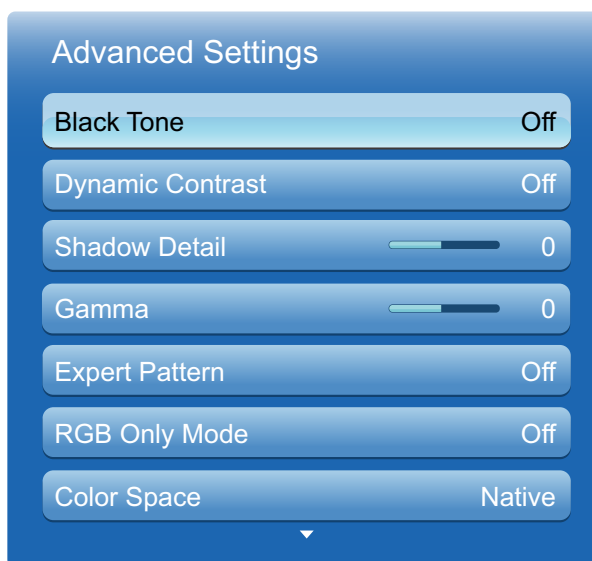 Advanced Settings
Black Tone Off
Dynamic Contrast Off
Shadow Detail 0
Gamma 0
Expert Pattern Off
RGB Only Mode Off
Color Space Native